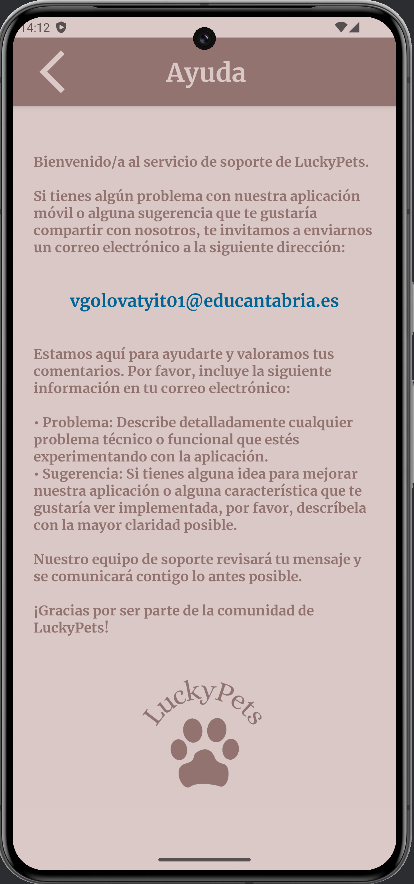 14:12
Ayuda
Bienvenido/a al servicio de soporte de LuckyPets.
Si tienes algún problema con nuestra aplicación
móvil o alguna sugerencia que te gustaría
compartir con nosotros, te invitamos a enviarnos
un correo electrónico a la siguiente dirección:
vgolovatyit01@educantabria.es
Estamos aquí para ayudarte y valoramos tus
comentarios. Por favor, incluye la siguiente
información en tu correo electrónico:
• Problema: Describe detalladamente cualquier
problema técnico o funcional que estés
experimentando con la aplicación.
• Sugerencia: Si tienes alguna idea para mejorar
nuestra aplicación o alguna característica que te
gustaría ver implementada, por favor, descríbela
con la mayor claridad posible.
Nuestro equipo de soporte revisará tu mensaje y
se comunicará contigo lo antes posible.
¡Gracias por ser parte de la comunidad de
LuckyPets!
LuckyPets